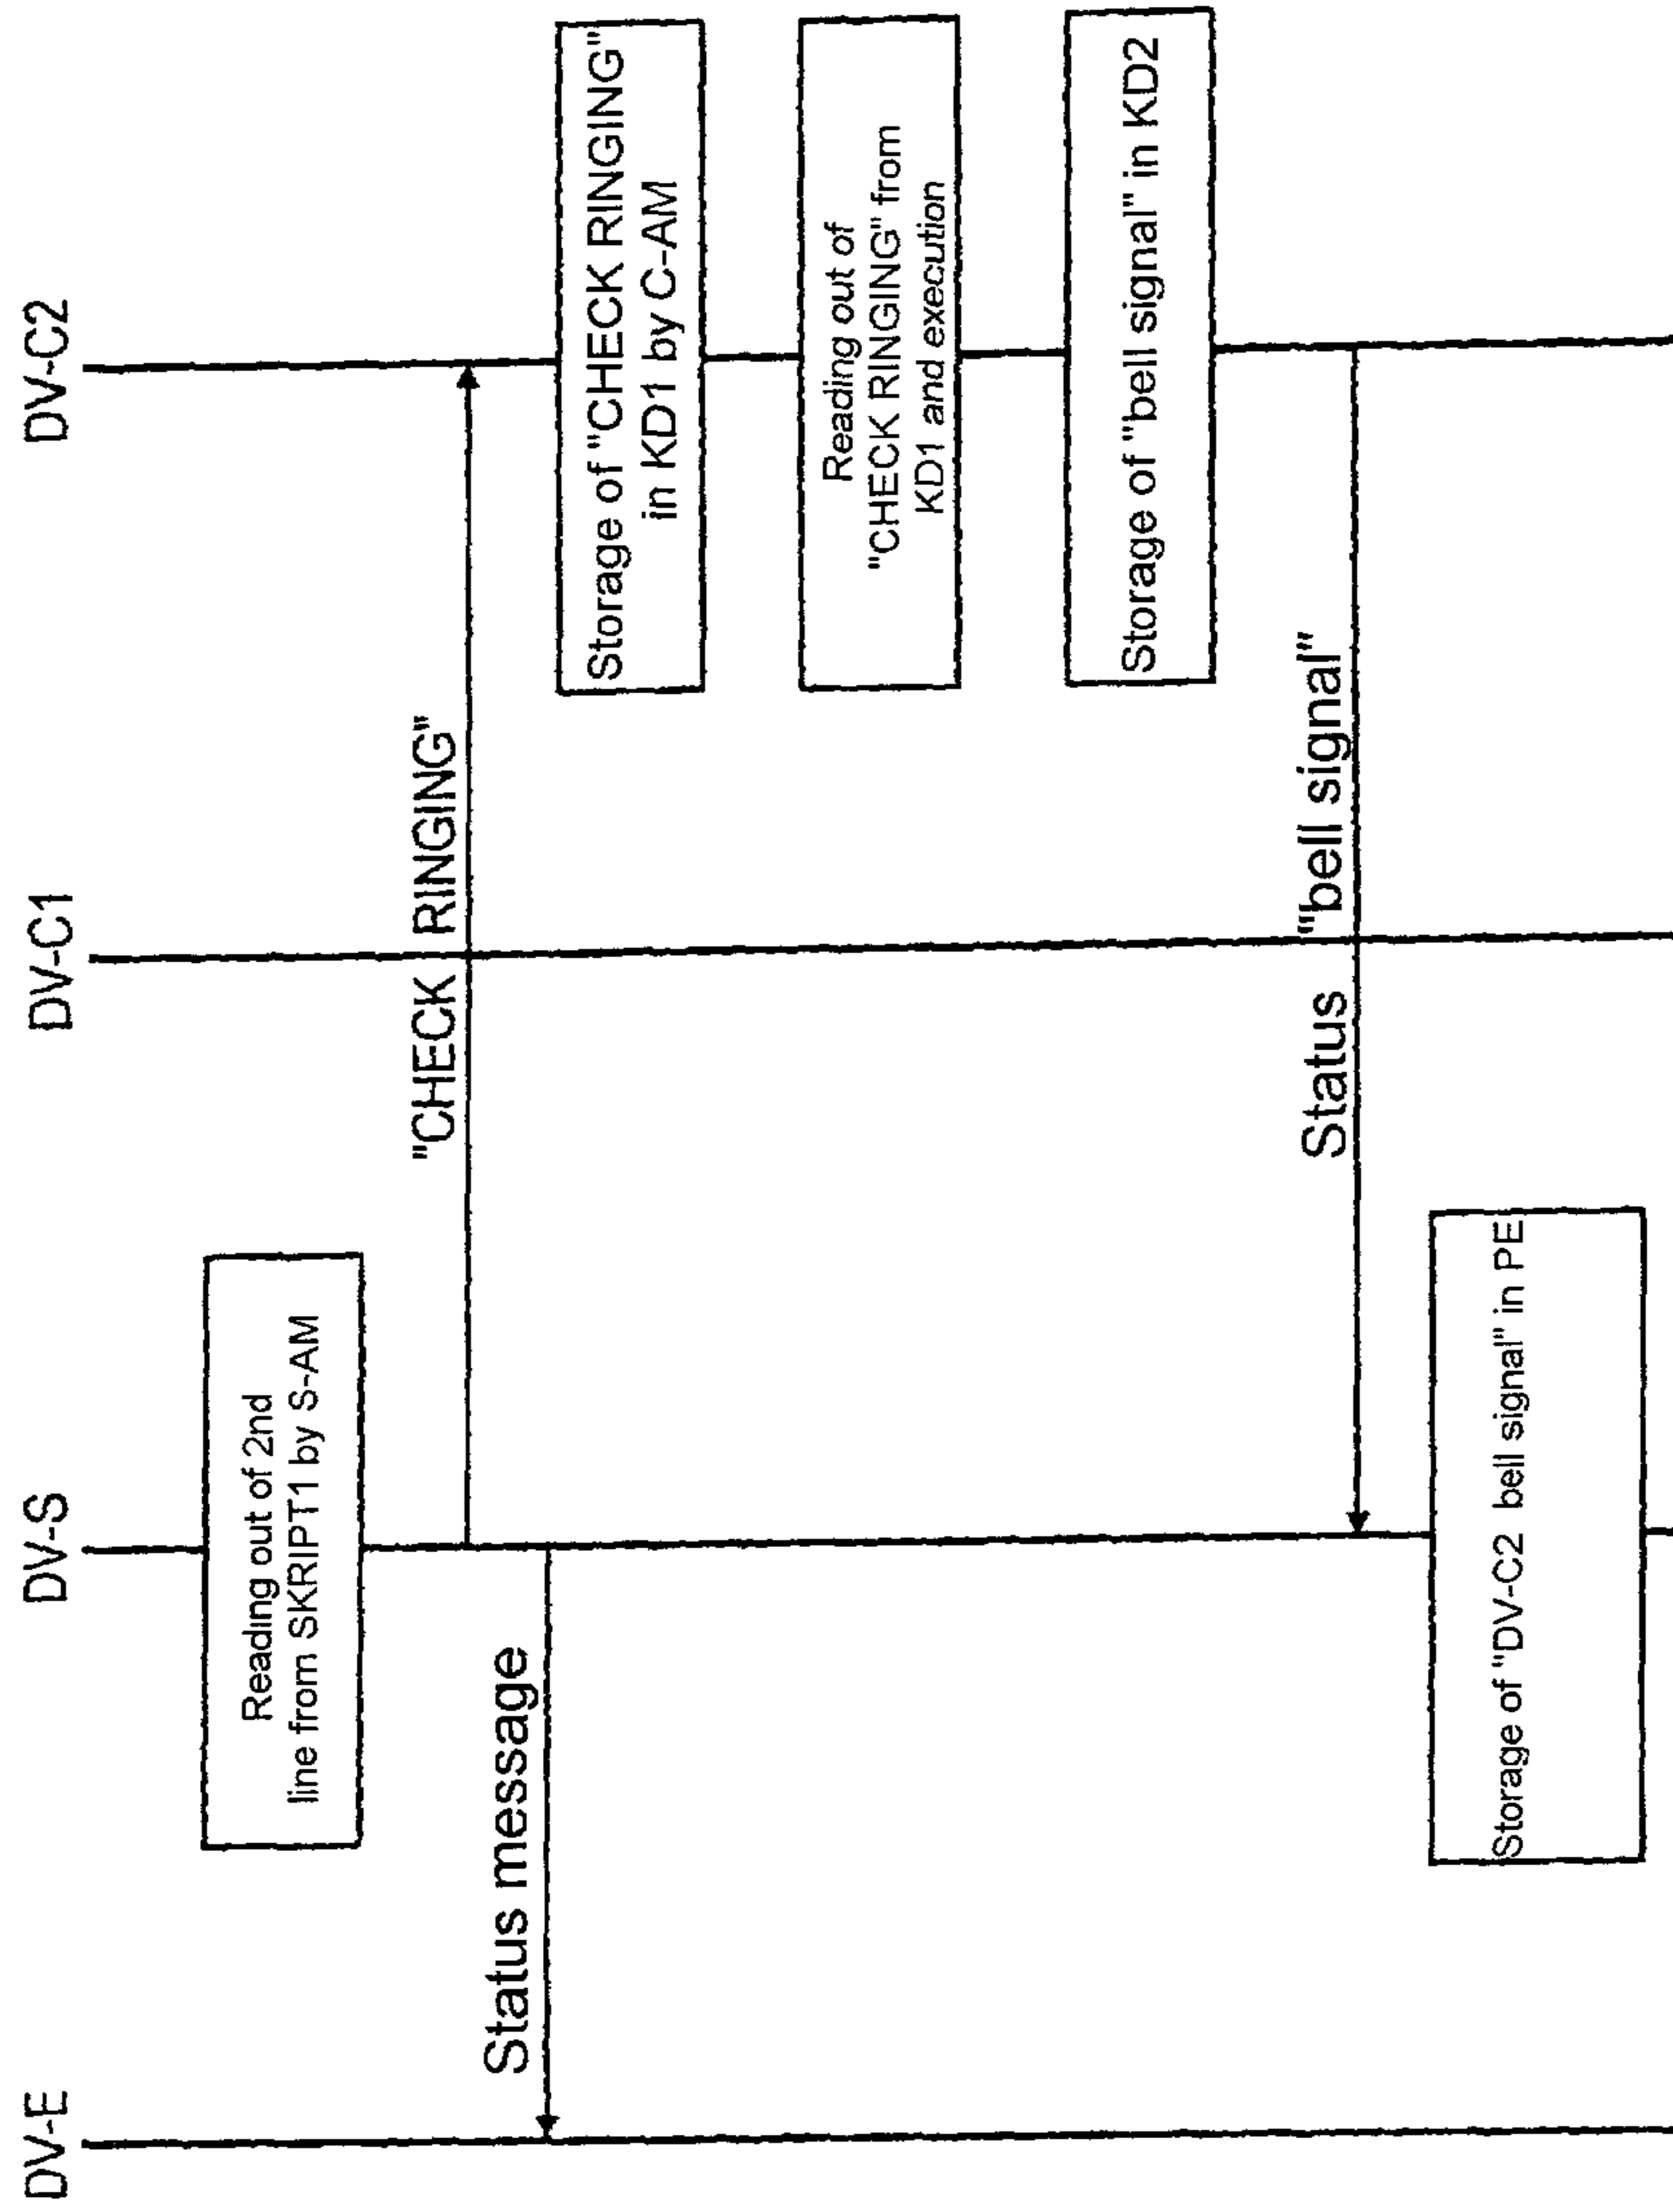 DV-E
DV-S
DV-C1
DV-C2
Reading out of 2nd
line from SKRIPT1 by S-AM
"CHECK RINGING"
Status message
Storage of "CHECK RINGING"
in KD1 by C-AM
Reading out of
"CHECK RINGING" from
KD1 and execution
Storage of "bell signal" in KD2
Status "bell signal"
Storage of "DV-C2 bell signal" in PE